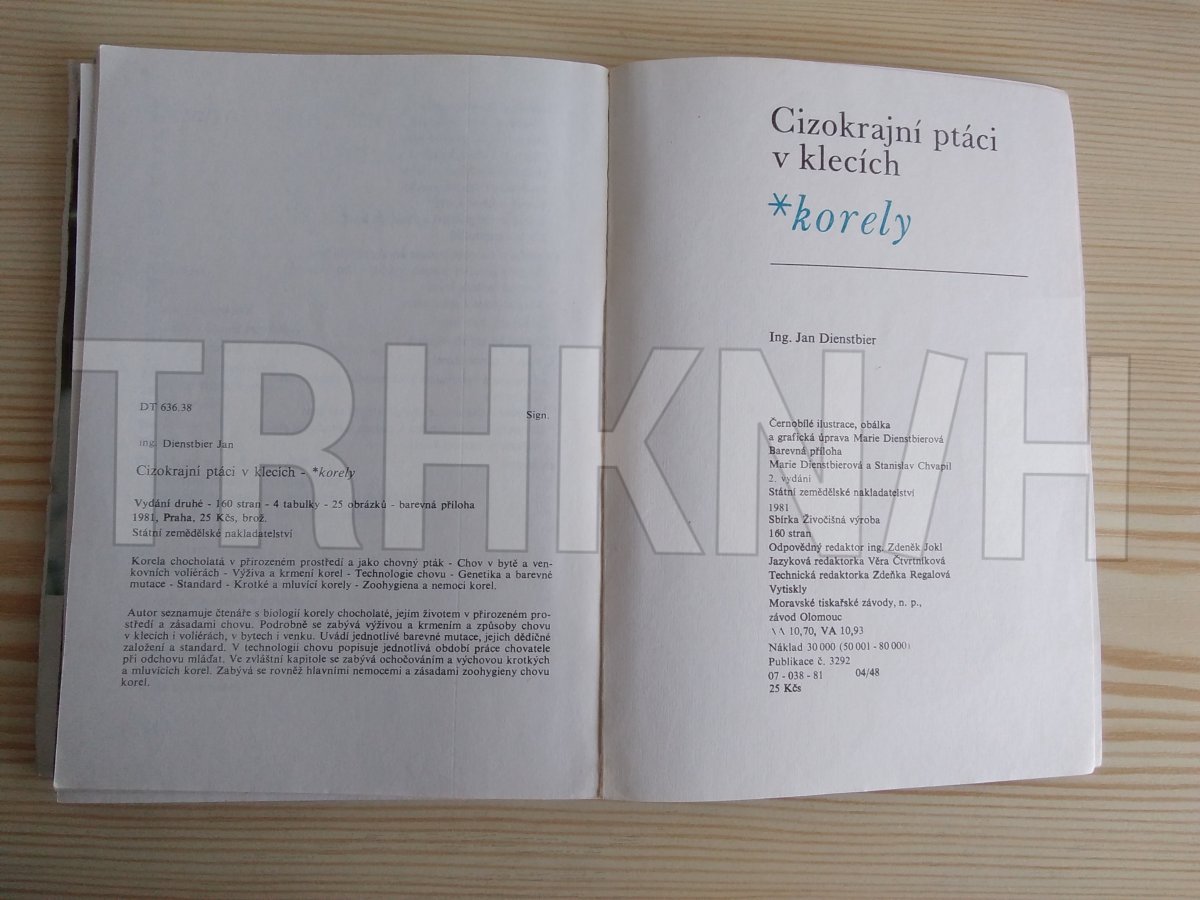 DT 636.38
Sign.
ing. Dienstbier Jan
Cizokrajní ptáci v klecích - *korely
Vydání druhé - 160 stran - 4 tabulky - 25 obrázků - barevná příloha
1981, Praha, 25 Kčs, brož.
Státní zemědělské nakladatelství
Korela chocholatá v přirozeném prostředí a jako chovný pták - Chov v bytě a ven-
kovních voliérách - Výživa a krmení korel - Technologie chovu - Genetika a barevné
mutace - Standard - Krotké a mluvící korely - Zoohygiena a nemoci korel.
Autor seznamuje čtenáře s biologií korely chocholaté, jejím životem v přirozeném pro-
středí a zásadami chovu. Podrobně se zabývá výživou a krmením a způsoby chovu
v klecích i voliérách, v bytech i venku. Uvádí jednotlivé barevné mutace, jejich dědičné
založení a standard. V technologii chovu popisuje jednotlivá období práce chovatele
při odchovu mláďat. Ve zvláštní kapitole se zabývá ochočováním a výchovou krotkých
a mluvících korel. Zabývá se rovněž hlavními nemocemi a zásadami zoohygieny chovu
korel.
Cizokrajní ptáci
v klecích
*korely
Ing. Jan Dienstbier
Černobílé ilustrace, obálka
a grafická úprava Marie Dienstbierová
Barevná příloha
Marie Dienstbierová a Stanislav Chvapil
2. vydání
Státní zemědělské nakladatelství
1981
Sbírka Živočišná výroba
160 stran
Odpovědný redaktor ing. Zdeněk Jokl
Jazyková redaktorka Věra Čtvrtníková
Technická redaktorka Zdeňka Regalová
Vytiskly
Moravské tiskařské závody, n. p.,
závod Olomouc
10,70, VA 10,93
Náklad 30 000 (50 001 - 80 000)
Publikace č. 3292
07 - 038 - 81 04/48
25 Kčs
TRHKNIH